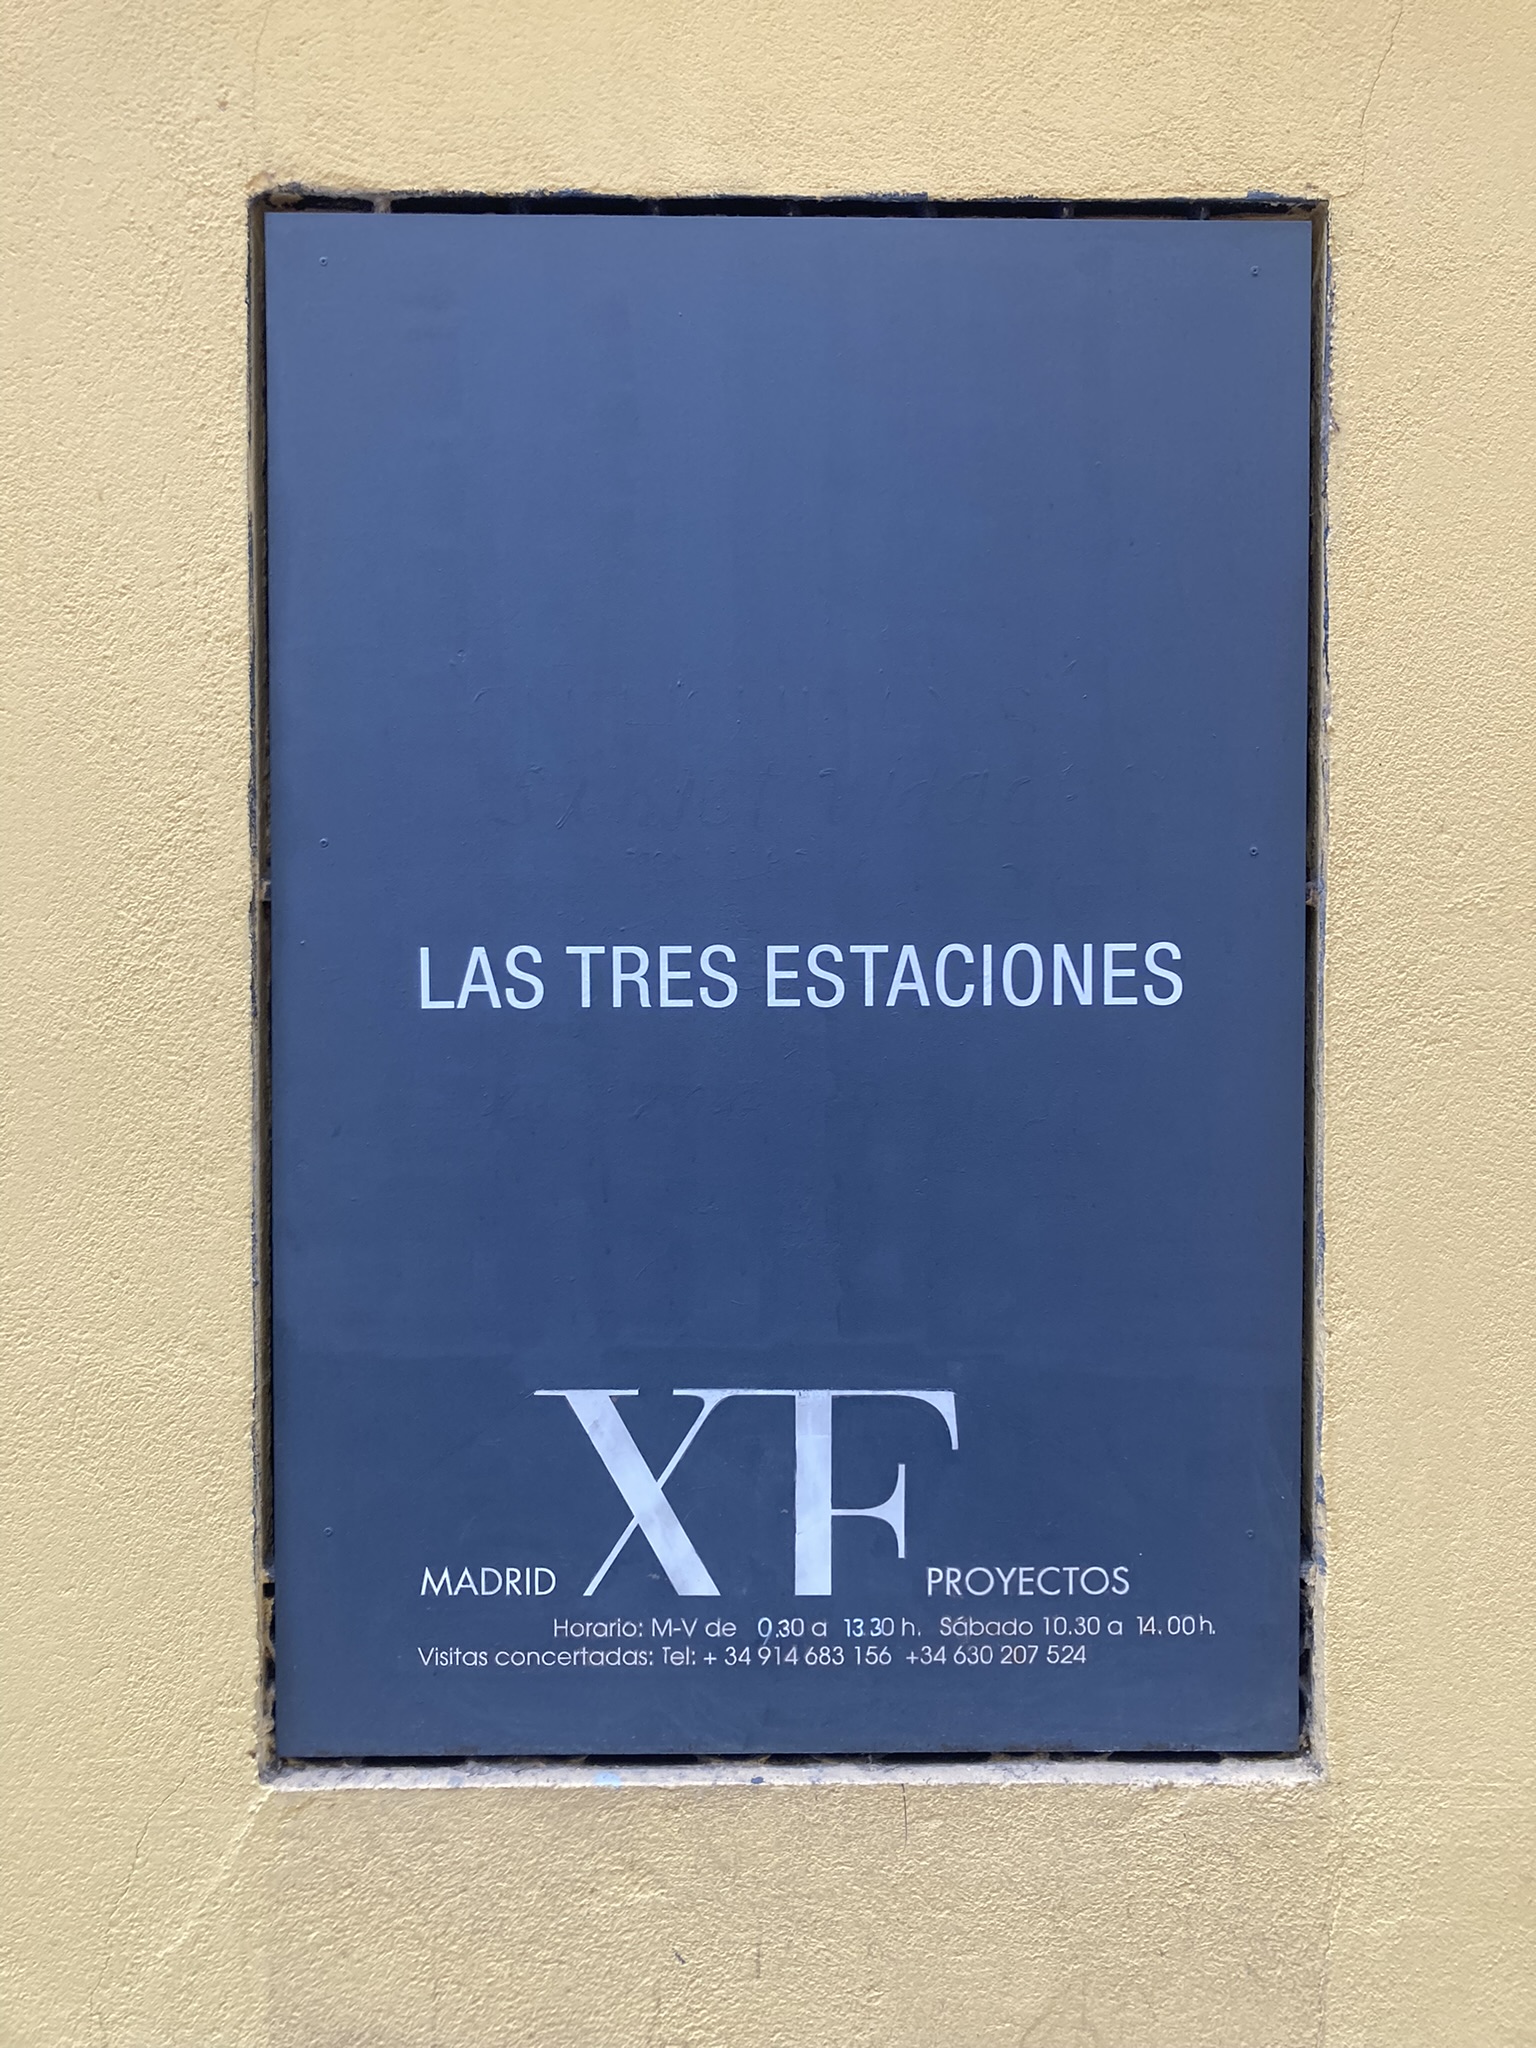 LAS TRES ESTACIONES
MADRID XF PROYECTOS
Horario: M-V de 0.30 a 13.30 h. Sábado 10.30 a 14.00 h.
Visitas concertadas: Tel: + 34 914 683 156 +34 630 207 524